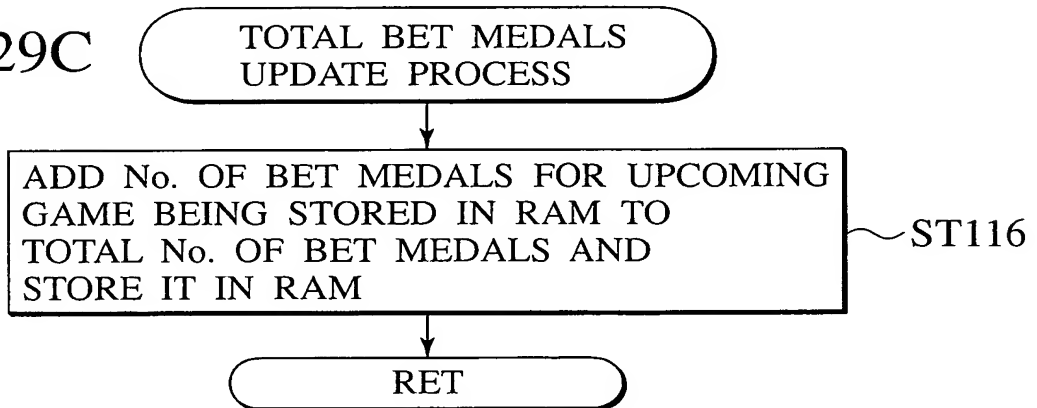 29C
TOTAL BET MEDALS
UPDATE PROCESS
ADD No. OF BET MEDALS FOR UPCOMING
GAME BEING STORED IN RAM TO
TOTAL No. OF BET MEDALS AND
STORE IT IN RAM
ST116
RET